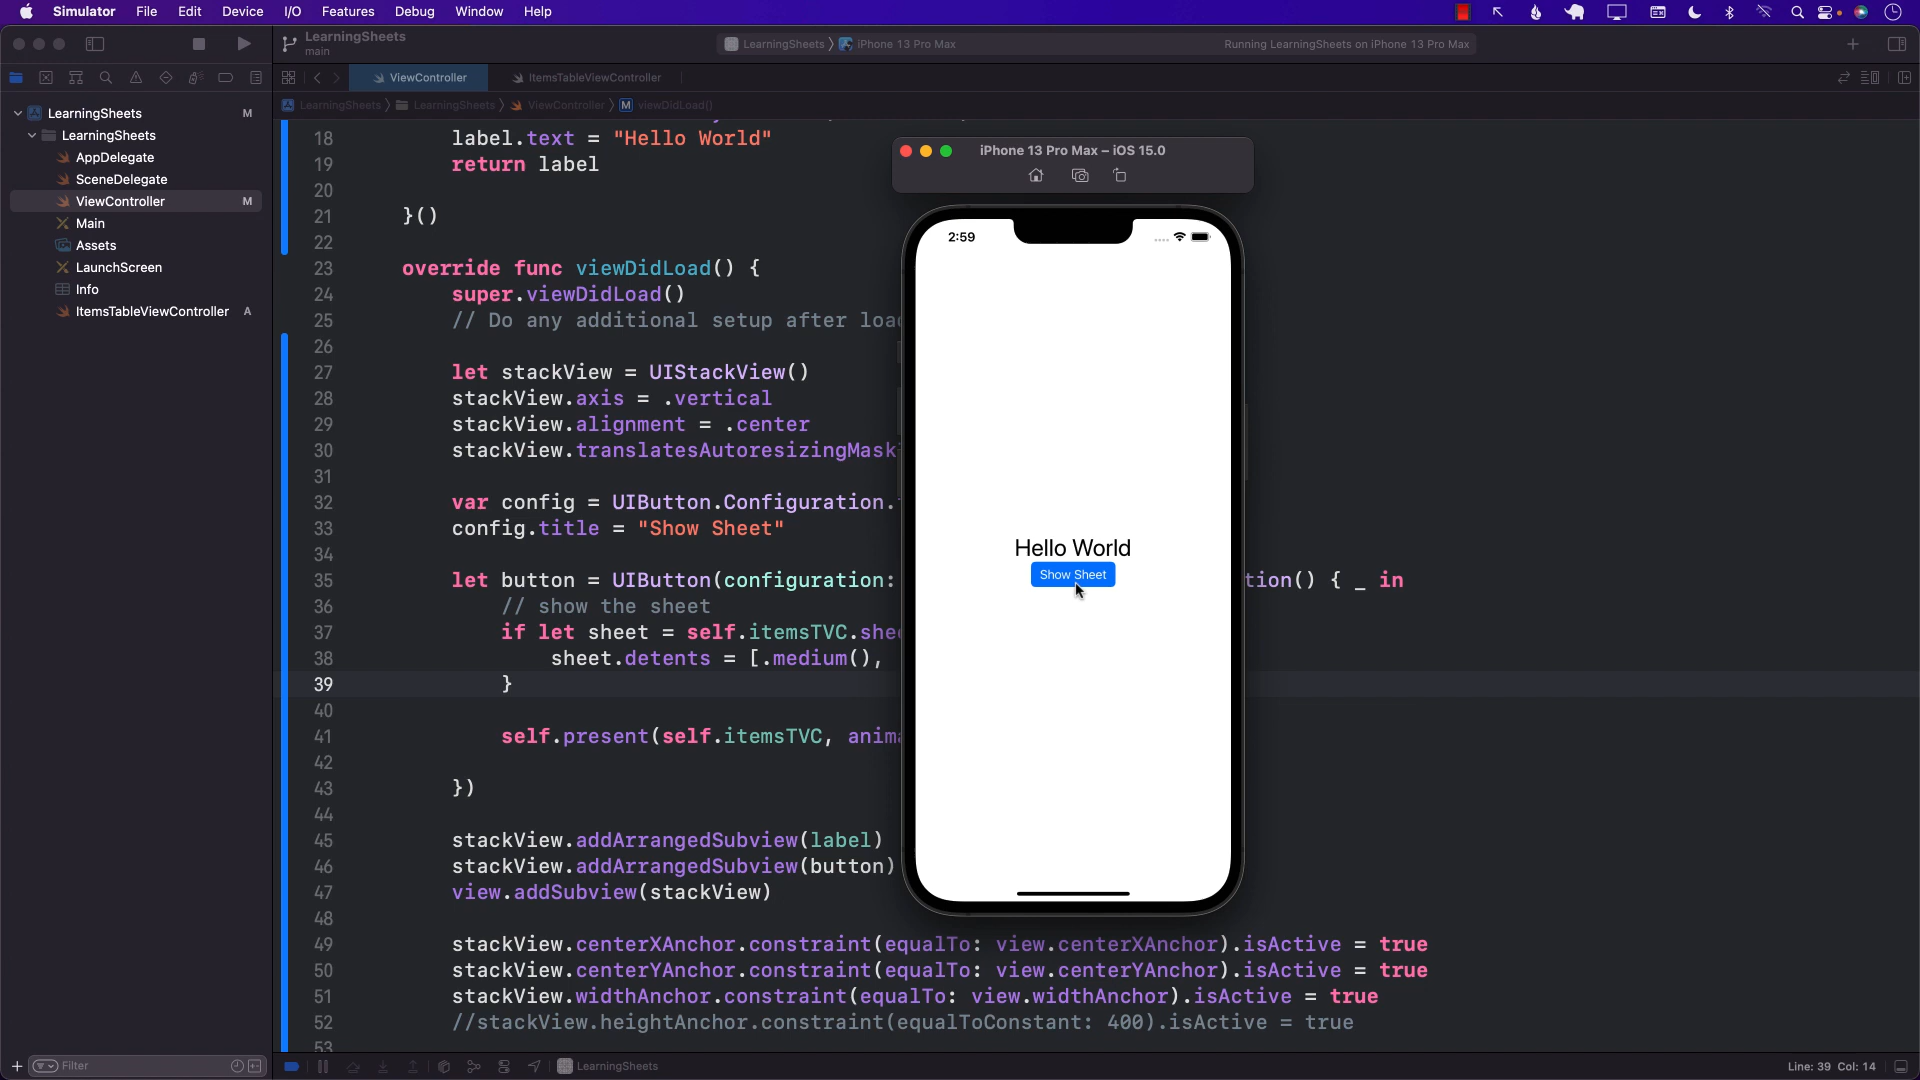 Simulator File Edit Device I/O Features Debug Window Help
LearningSheets
main
LearningSheets iPhone 13 Pro Max
Running LearningSheets on iPhone 13 Pro Max
ViewController
ItemsTableViewController
LearningSheets LearningSheets ViewController M viewDidLoad()
LearningSheets M
LearningSheets
AppDelegate
SceneDelegate
ViewController M
Main
Assets
LaunchScreen
Info
ItemsTableViewController A
18 label.text = "Hello World"
19 return label
20
21 }()
22
23 override func viewDidLoad() {
24 super.viewDidLoad()
25 // Do any additional setup after loa
26
27 let stackView = UIStackView()
28 stackView.axis = .vertical
29 stackView.alignment = .center
30 stackView.translatesAutoresizingMask
31
32 var config = UIButton.Configuration.
33 config.title = "Show Sheet"
34
35 let button = UIButton(configuration: tion() { _ in
36 // show the sheet
37 if let sheet = self.itemsTVC.shee
38 sheet.detents = [.medium(),
39 }
40
41 self.present(self.itemsTVC, anima
42
43 })
44
45 stackView.addArrangedSubview(label)
46 stackView.addArrangedSubview(button)
47 view.addSubview(stackView)
48
49 stackView.centerXAnchor.constraint(equalTo: view.centerXAnchor).isActive = true
50 stackView.centerYAnchor.constraint(equalTo: view.centerYAnchor).isActive = true
51 stackView.widthAnchor.constraint(equalTo: view.widthAnchor).isActive = true
52 //stackView.heightAnchor.constraint(equalToConstant: 400).isActive = true
53
iPhone 13 Pro Max – iOS 15.0
2:59
Hello World
Show Sheet
Filter
LearningSheets
Line: 39 Col: 14